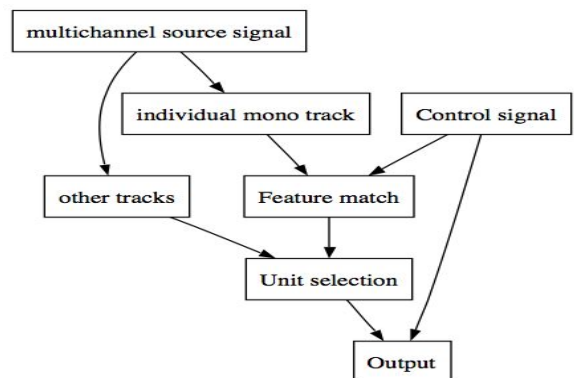 multichannel source signal
individual mono track
Control signal
other tracks
Feature match
Unit selection
Output